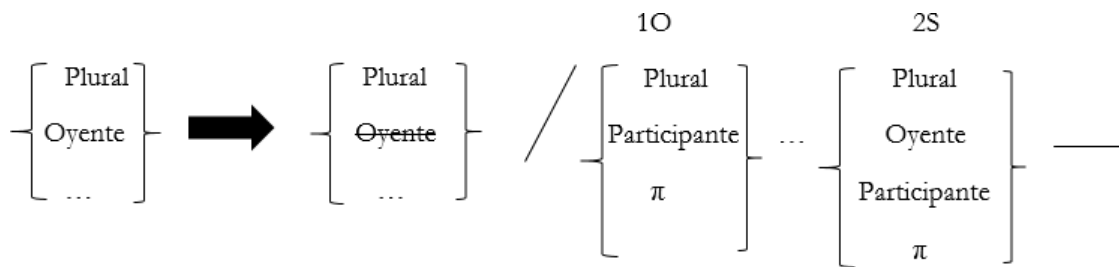 1O 2S
Plural Plural Plural Plural
Oyente Oyente Participante … Oyente
… … π Participante
π